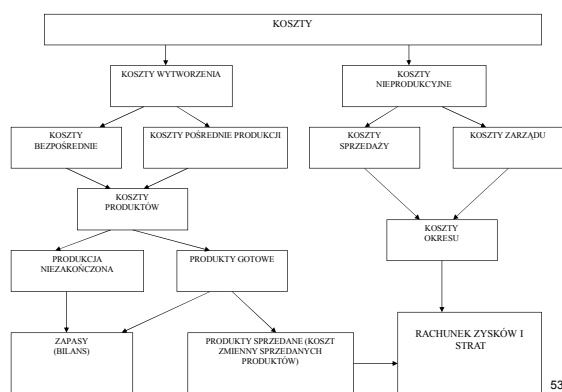 KOSZTY
KOSZTY WYTWORZENIA
KOSZTY
NIEPRODUKCYJNE
KOSZTY
BEZPOŚREDNIE
KOSZTY POŚREDNIE PRODUKCJI
KOSZTY
SPRZEDAŻY
KOSZTY ZARZĄDU
KOSZTY
PRODUKTÓW
KOSZTY
OKRESU
PRODUKCJA
NIEZAKOŃCZONA
PRODUKTY GOTOWE
ZAPASY
(BILANS)
PRODUKTY SPRZEDANE (KOSZT
ZMIENNY SPRZEDANYCH
PRODUKTÓW)
RACHUNEK ZYSKÓW I
STRAT
53